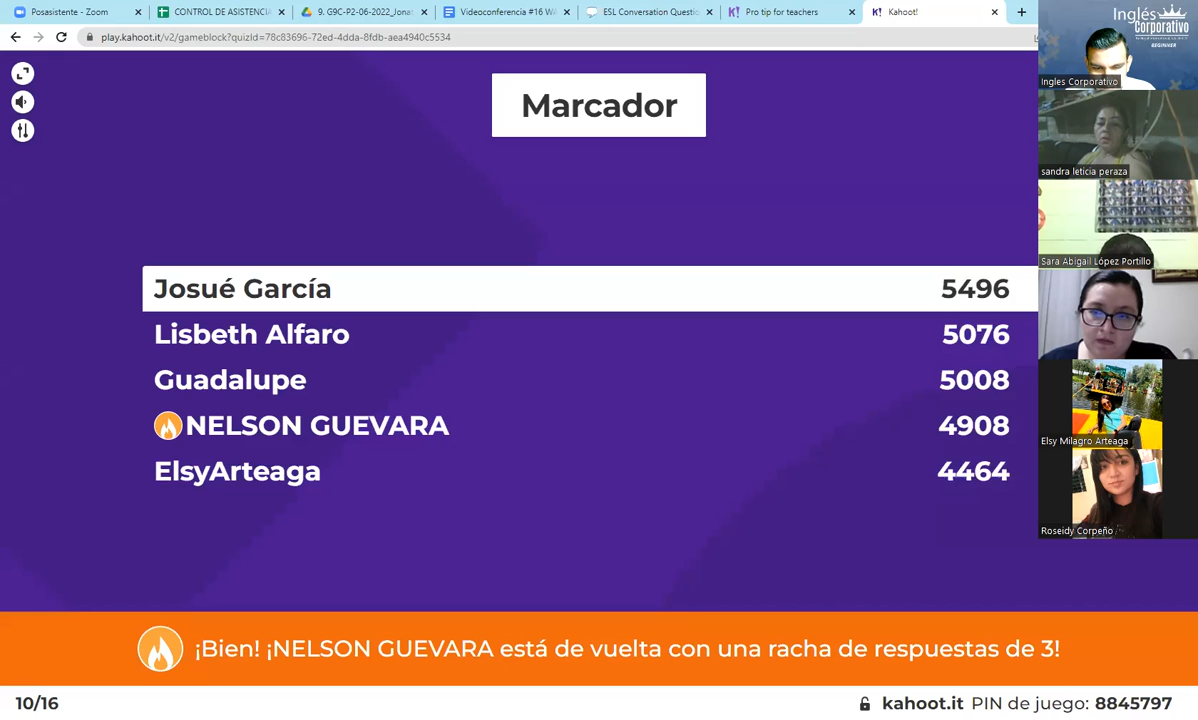 Posasistente - Zoom
CONTROL DE ASISTENCIA
9. G9C-P2-06-2022_Jonat
Videoconferencia #16 WA
ESL Conversation Questio
Pro tip for teachers
Kahoot!
play.kahoot.it/v2/gameblock?quizId=78c83696-72ed-4dda-8fdb-aea4940c5534
Inglés
Corporativo
BEGINNER
Ingles Corporativo
Marcador
sandra leticia peraza
Sara Abigail López Portillo
Josué García 5496
Lisbeth Alfaro 5076
Guadalupe 5008
NELSON GUEVARA 4908
ElsyArteaga 4464
Elsy Milagro Arteaga
Roseidy Corpeño
¡Bien! ¡NELSON GUEVARA está de vuelta con una racha de respuestas de 3!
10/16
kahoot.it PIN de juego: 8845797